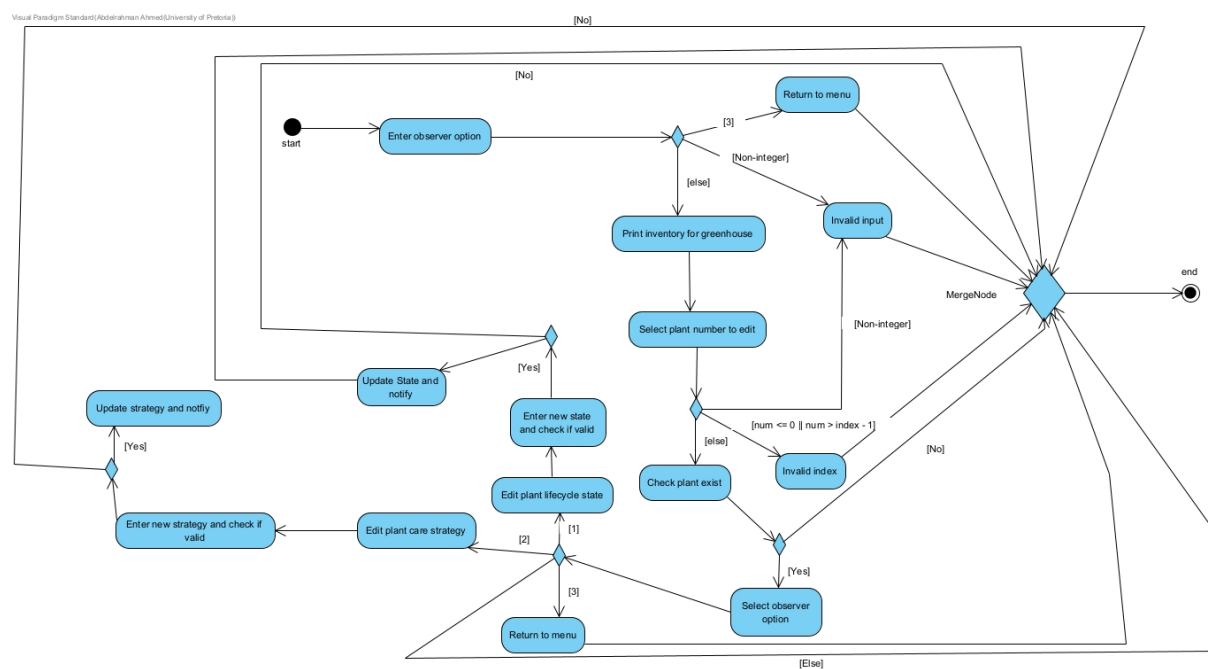 Visual Paradigm Standard(Abdelrahman Ahmed(University of Pretoria))
[No]
[No]
Return to menu
[3]
start
Enter observer option
[Non-integer]
[else]
Invalid input
Print inventory for greenhouse
end
MergeNode
Select plant number to edit
[Non-integer]
[Yes]
Update State and
notify
Update strategy and notfiy
Enter new state
and check if valid
[num <= 0 || num > index - 1]
[Yes]
[else]
[No]
Invalid index
Check plant exist
Edit plant lifecycle state
Enter new strategy and check if
valid
Edit plant care strategy
[1]
[2]
[Yes]
[3]
Select observer
option
Return to menu
[Else]